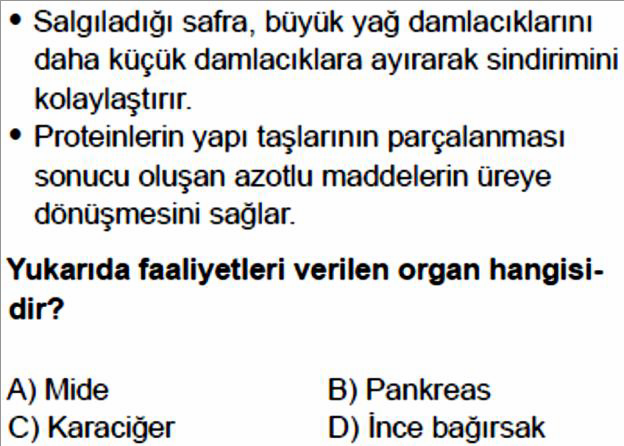 • Salgıladığı safra, büyük yağ damlacıklarını
daha küçük damlacıklara ayırarak sindirimini
kolaylaştırır.
• Proteinlerin yapı taşlarının parçalanması
sonucu oluşan azotlu maddelerin üreye
dönüşmesini sağlar.
Yukarıda faaliyetleri verilen organ hangisi-
dir?
A) Mide B) Pankreas
C) Karaciğer D) İnce bağırsak